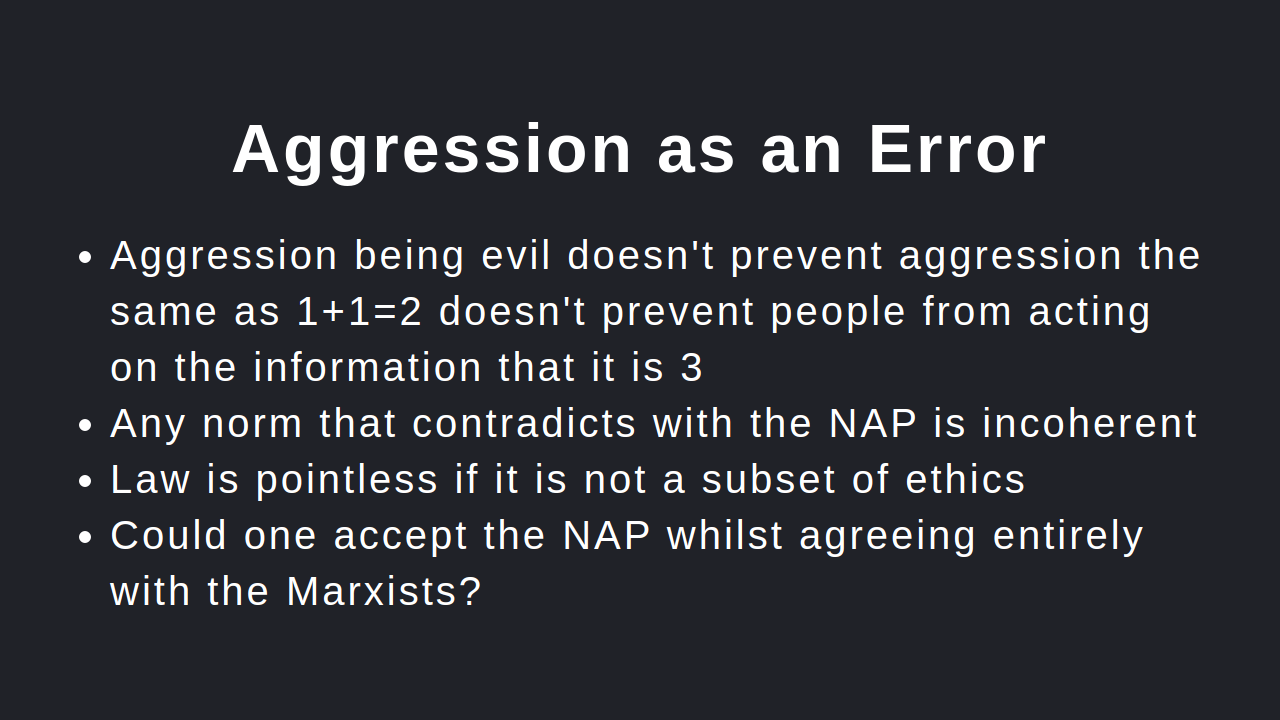 Aggression as an Error
• Aggression being evil doesn't prevent aggression the
same as 1+1=2 doesn't prevent people from acting
on the information that it is 3
• Any norm that contradicts with the NAP is incoherent
• Law is pointless if it is not a subset of ethics
• Could one accept the NAP whilst agreeing entirely
with the Marxists?